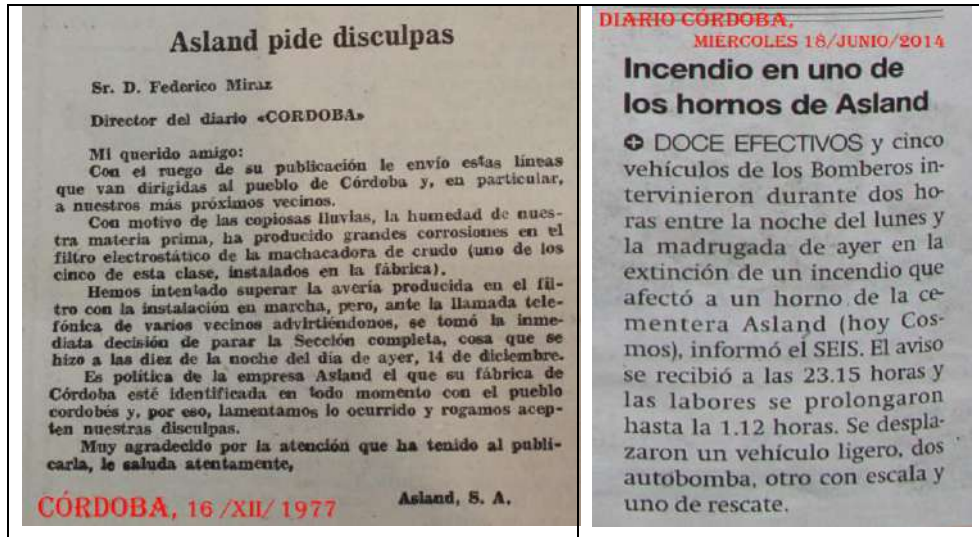 Asland pide disculpas
Sr. D. Federico Miraz
Director del diario «CORDOBA»
Mi querido amigo:
Con el ruego de su publicación le envío estas líneas
que van dirigidas al pueblo de Córdoba y, en particular,
a nuestros más próximos vecinos.
Con motivo de las copiosas lluvias, la humedad de nues-
tra materia prima, ha producido grandes corrosiones en el
filtro electrostático de la machacadora de crudo (uno de los
cinco de esta clase, instalados en la fábrica).
Hemos intentado superar la avería producida en el fil-
tro con la instalación en marcha, pero, ante la llamada tele-
fónica de varios vecinos advirtiéndonos, se tomó la inme-
diata decisión de parar la Sección completa, cosa que se
hizo a las diez de la noche del día de ayer, 14 de diciembre.
Es política de la empresa Asland el que su fábrica de
Córdoba esté identificada en todo momento con el pueblo
cordobés y, por eso, lamentamos lo ocurrido y rogamos acep-
ten nuestras disculpas.
Muy agradecido por la atención que ha tenido al publi-
carla, le saluda atentamente,
Asland, S. A.
CÓRDOBA, 16 /XII/ 1977
DIARIO CÓRDOBA,
MIÉRCOLES 18/JUNIO/2014
Incendio en uno de
los hornos de Asland
DOCE EFECTIVOS y cinco
vehículos de los Bomberos in-
tervinieron durante dos ho-
ras entre la noche del lunes y
la madrugada de ayer en la
extinción de un incendio que
afectó a un horno de la ce-
mentera Asland (hoy Cos-
mos), informó el SEIS. El aviso
se recibió a las 23.15 horas y
las labores se prolongaron
hasta la 1.12 horas. Se despla-
zaron un vehículo ligero, dos
autobomba, otro con escala y
uno de rescate.